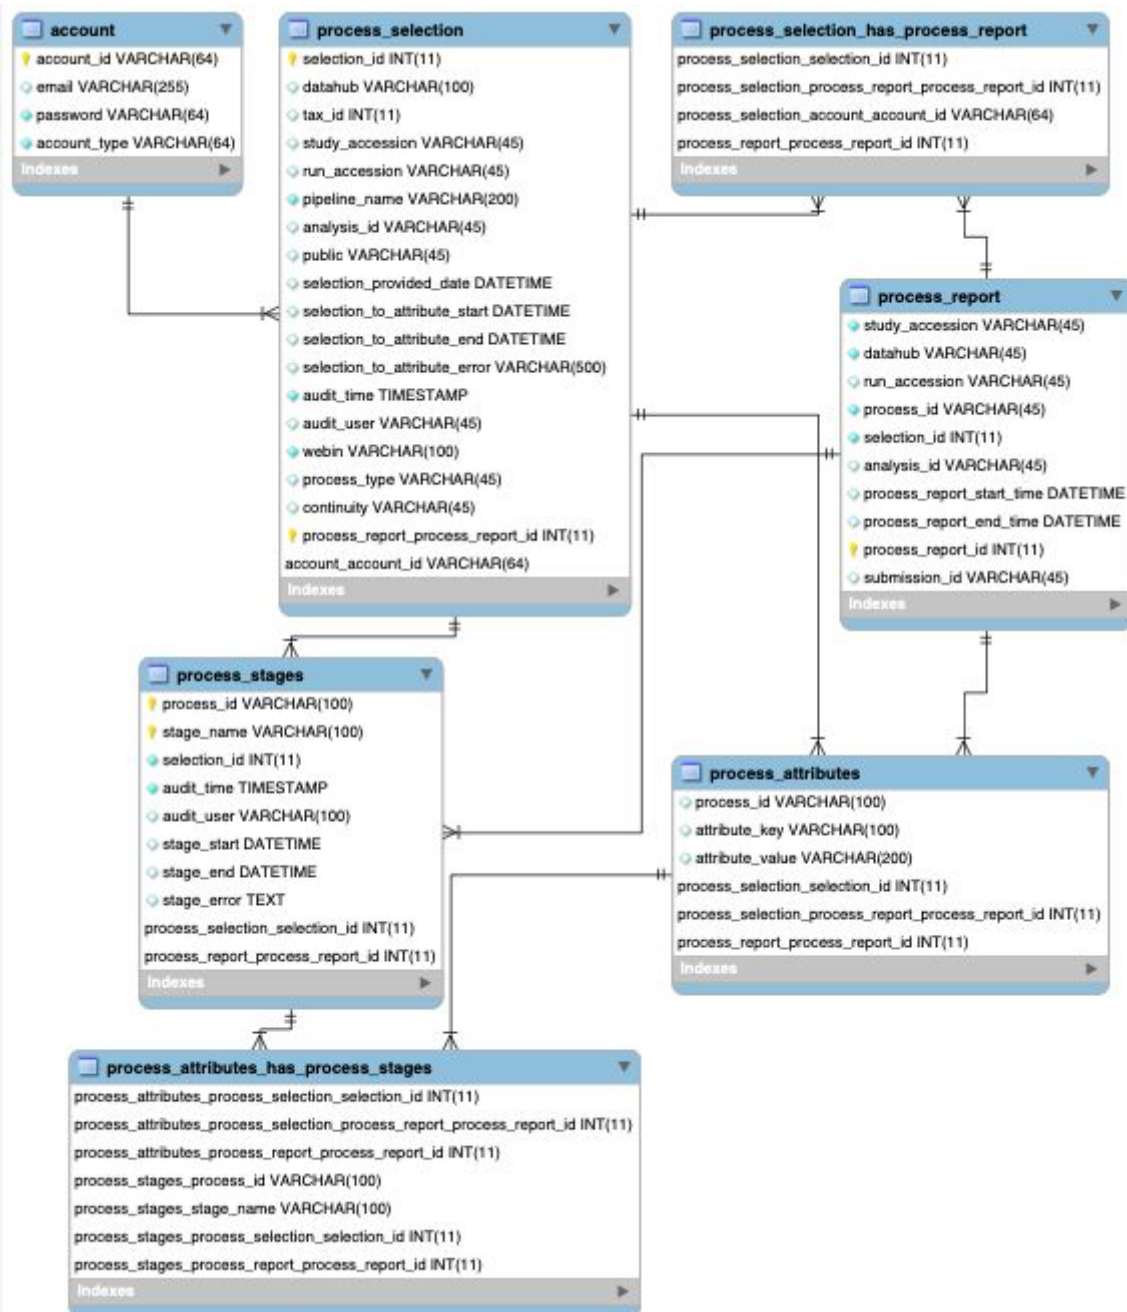 account
account_id VARCHAR(64)
email VARCHAR(255)
password VARCHAR(64)
account_type VARCHAR(64)
Indexes
process_selection
selection_id INT(11)
datahub VARCHAR(100)
tax_id INT(11)
study_accession VARCHAR(45)
run_accession VARCHAR(45)
pipeline_name VARCHAR(200)
analysis_id VARCHAR(45)
public VARCHAR(45)
selection_provided_date DATETIME
selection_to_attribute_start DATETIME
selection_to_attribute_end DATETIME
selection_to_attribute_error VARCHAR(500)
audit_time TIMESTAMP
audit_user VARCHAR(45)
webin VARCHAR(100)
process_type VARCHAR(45)
continuity VARCHAR(45)
process_report_process_report_id INT(11)
account_account_id VARCHAR(64)
Indexes
process_selection_has_process_report
process_selection_selection_id INT(11)
process_selection_process_report_process_report_id INT(11)
process_selection_account_account_id VARCHAR(64)
process_report_process_report_id INT(11)
Indexes
process_report
study_accession VARCHAR(45)
datahub VARCHAR(45)
run_accession VARCHAR(45)
process_id VARCHAR(45)
selection_id INT(11)
analysis_id VARCHAR(45)
process_report_start_time DATETIME
process_report_end_time DATETIME
process_report_id INT(11)
submission_id VARCHAR(45)
Indexes
process_stages
process_id VARCHAR(100)
stage_name VARCHAR(100)
selection_id INT(11)
audit_time TIMESTAMP
audit_user VARCHAR(100)
stage_start DATETIME
stage_end DATETIME
stage_error TEXT
process_selection_selection_id INT(11)
process_report_process_report_id INT(11)
Indexes
process_attributes
process_id VARCHAR(100)
attribute_key VARCHAR(100)
attribute_value VARCHAR(200)
process_selection_selection_id INT(11)
process_selection_process_report_process_report_id INT(11)
process_report_process_report_id INT(11)
Indexes
process_attributes_has_process_stages
process_attributes_process_selection_selection_id INT(11)
process_attributes_process_selection_process_report_process_report_id INT(11)
process_attributes_process_report_process_report_id INT(11)
process_stages_process_id VARCHAR(100)
process_stages_stage_name VARCHAR(100)
process_stages_process_selection_selection_id INT(11)
process_stages_process_report_process_report_id INT(11)
Indexes